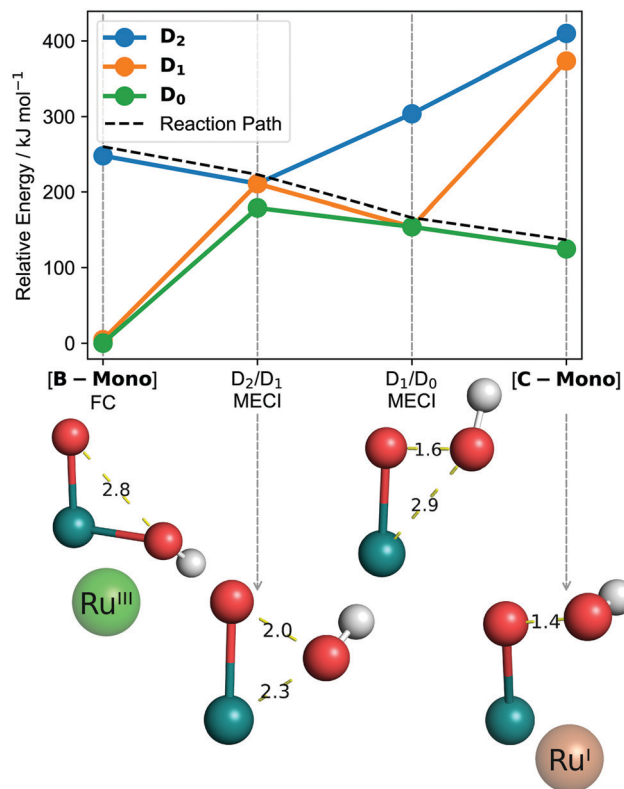 400
300
200
100
0
Relative Energy / kJ mol⁻¹
D₂
D₁
D₀
Reaction Path
[B – Mono]
FC
D₂/D₁
MECI
D₁/D₀
MECI
[C – Mono]
2.8
1.6
2.9
Ruᴵᴵᴵ
2.0
2.3
1.4
Ruᴵ